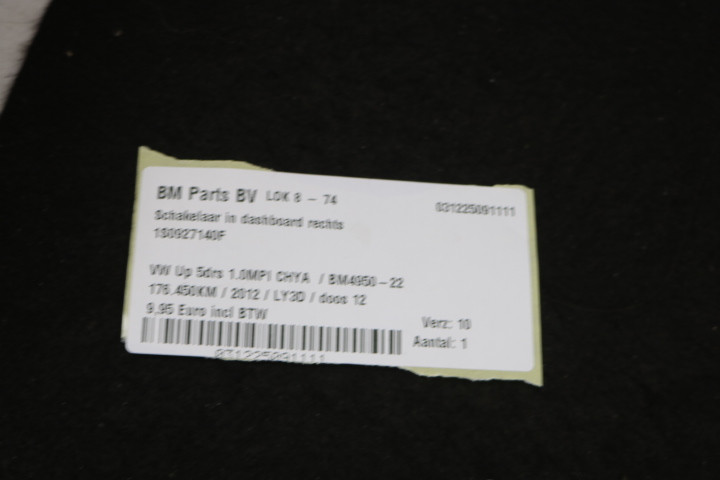 BM Parts BV LOK 8 - 74 031225091111
Schakelaar in dashboard rechts
1S0927140F
VW Up 5drs 1.0MPI CHYA / BM4950-22
176.450KM / 2012 / LY3D / doos 12
9,95 Euro incl BTW
Verz: 10
031225091111
Aantal: 1